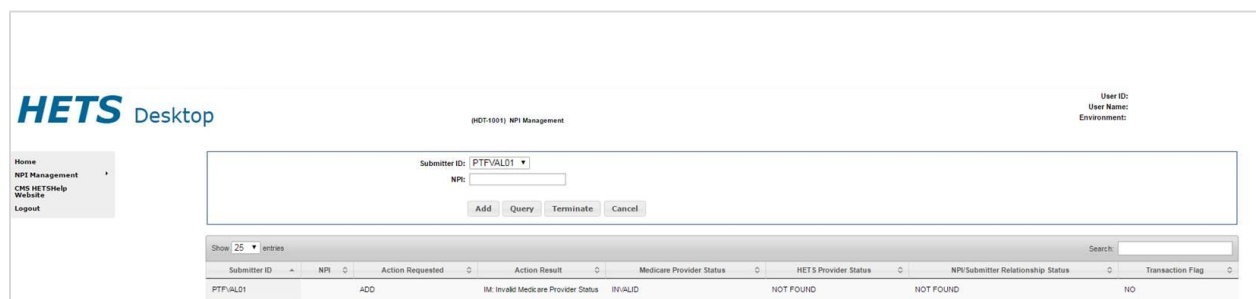 User ID:
HETS Desktop
User Name:
(HDT-1001) NPI Management
Environment:
Home
NPI Management
CMS HETSHelp
Website
Logout
Submitter ID: PTFVAL01
NPI:
Add Query Terminate Cancel
Show 25 entries Search:
Submitter ID NPI Action Requested Action Result Medicare Provider Status HETS Provider Status NPI/Submitter Relationship Status Transaction Flag
PTFVAL01 ADD IM: Invalid Medicare Provider Status INVALID NOT FOUND NOT FOUND NO